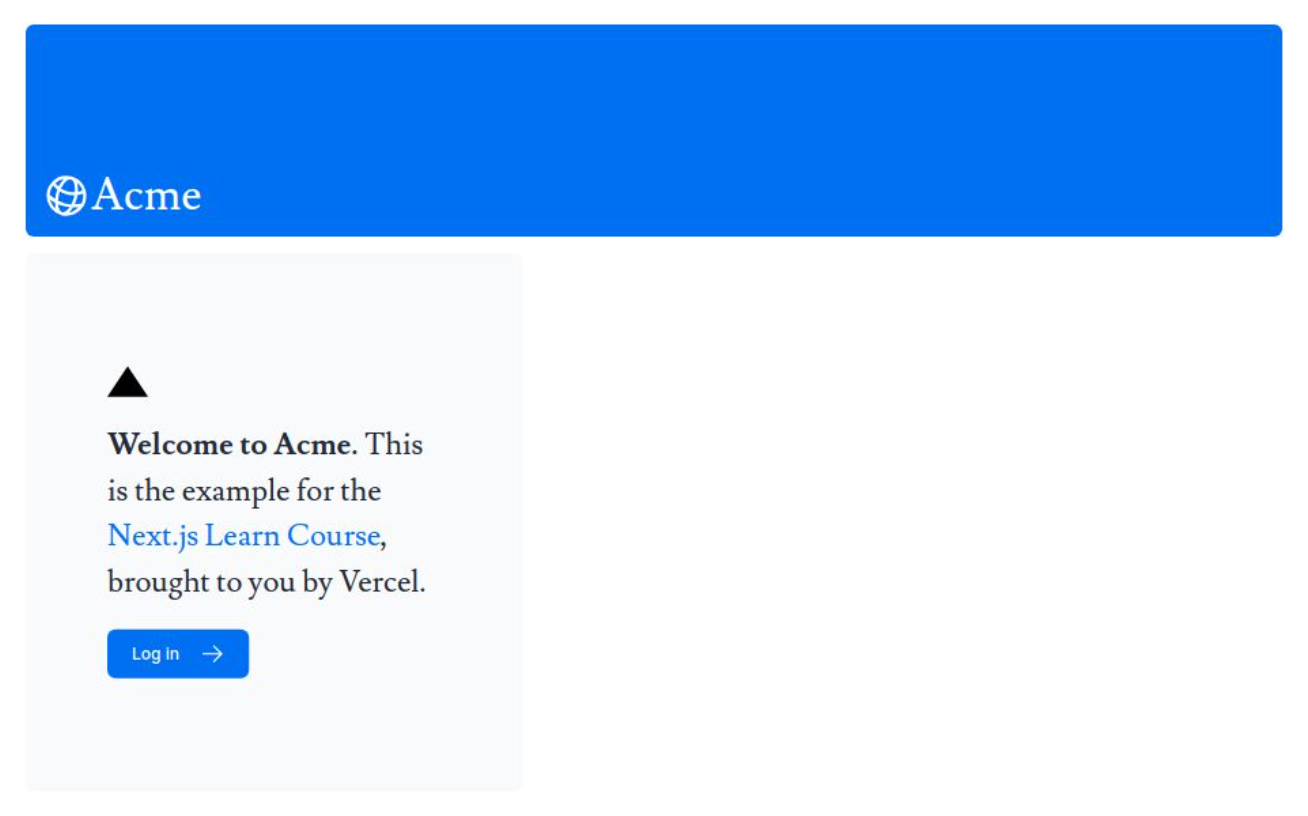 Acme
Welcome to Acme. This
is the example for the
Next.js Learn Course,
brought to you by Vercel.
Log in